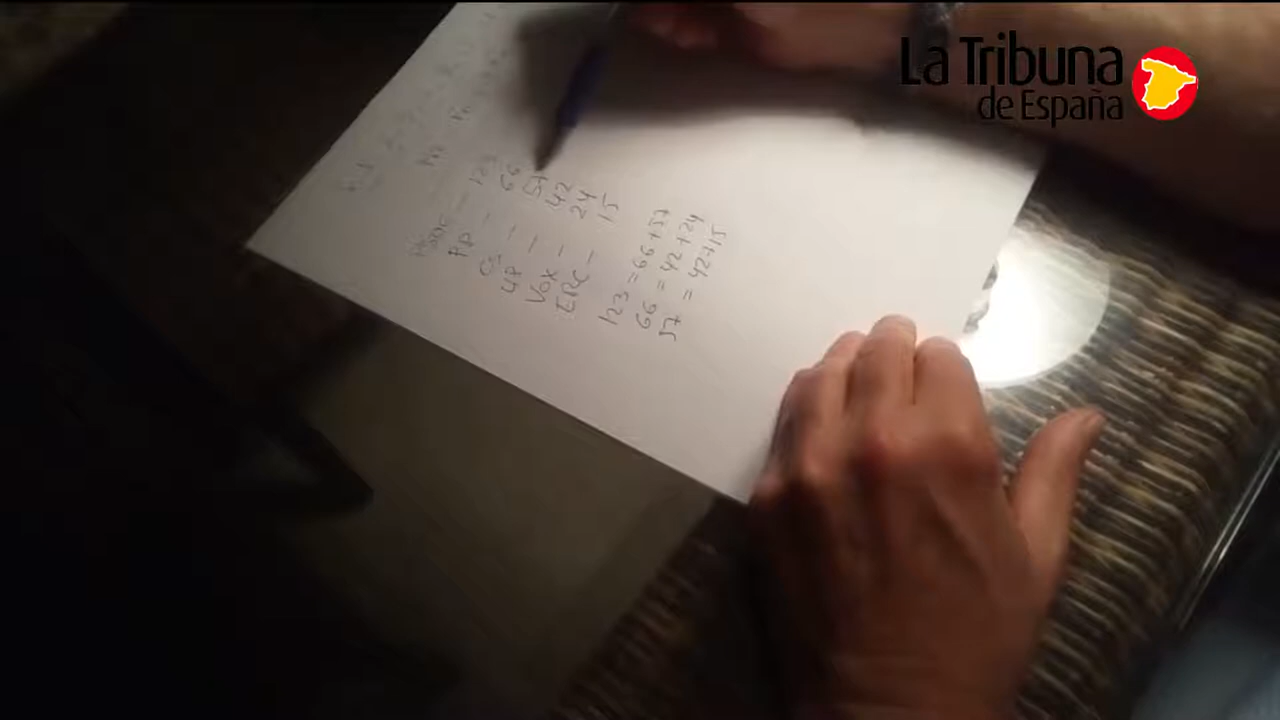 La Tribuna
de España
PSOE - 123
PP - 66
Cs - 57
UP - 42
VOX - 24
ERC - 15
123 = 66+57
66 = 42+24
57 = 42+15